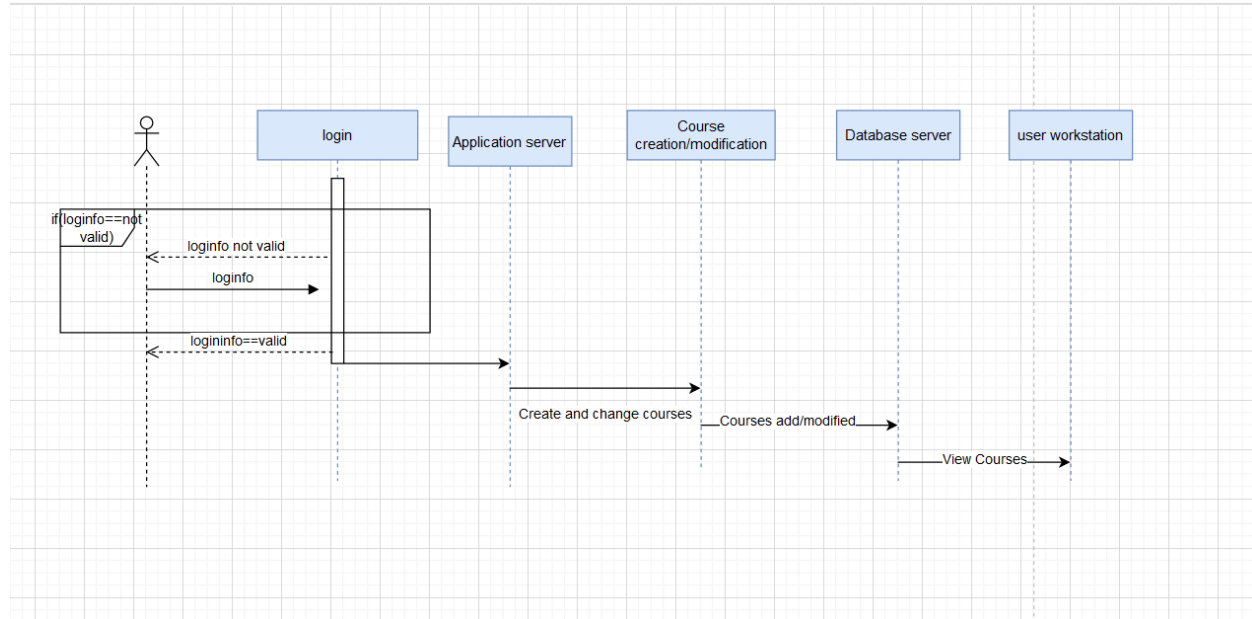 login
Application server
Course
creation/modification
Database server
user workstation
if(loginfo==not
valid)
loginfo not valid
loginfo
logininfo==valid
Create and change courses
Courses add/modified
View Courses